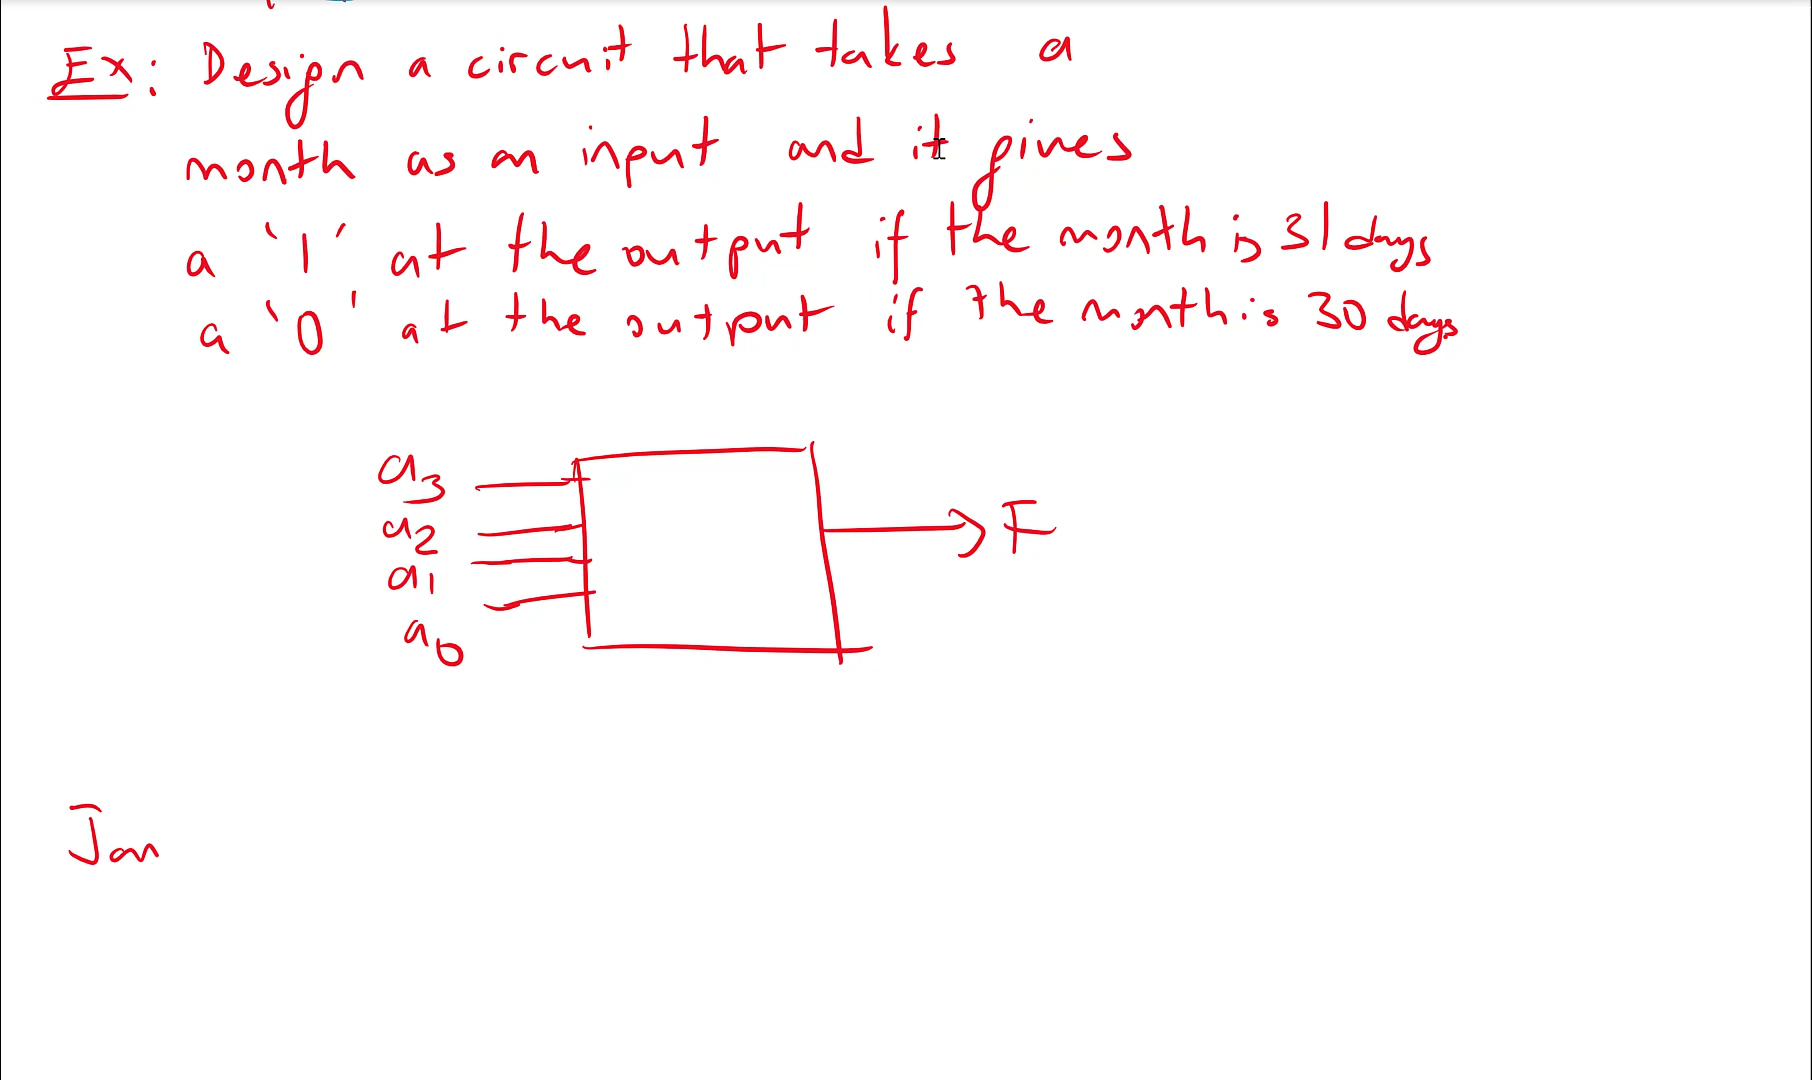 Ex: Design a circuit that takes a
month as an input and it gives
a '1' at the output if the month is 31 days
a '0' at the output if the month is 30 days
a3
a2
a1
a0
F
Jan